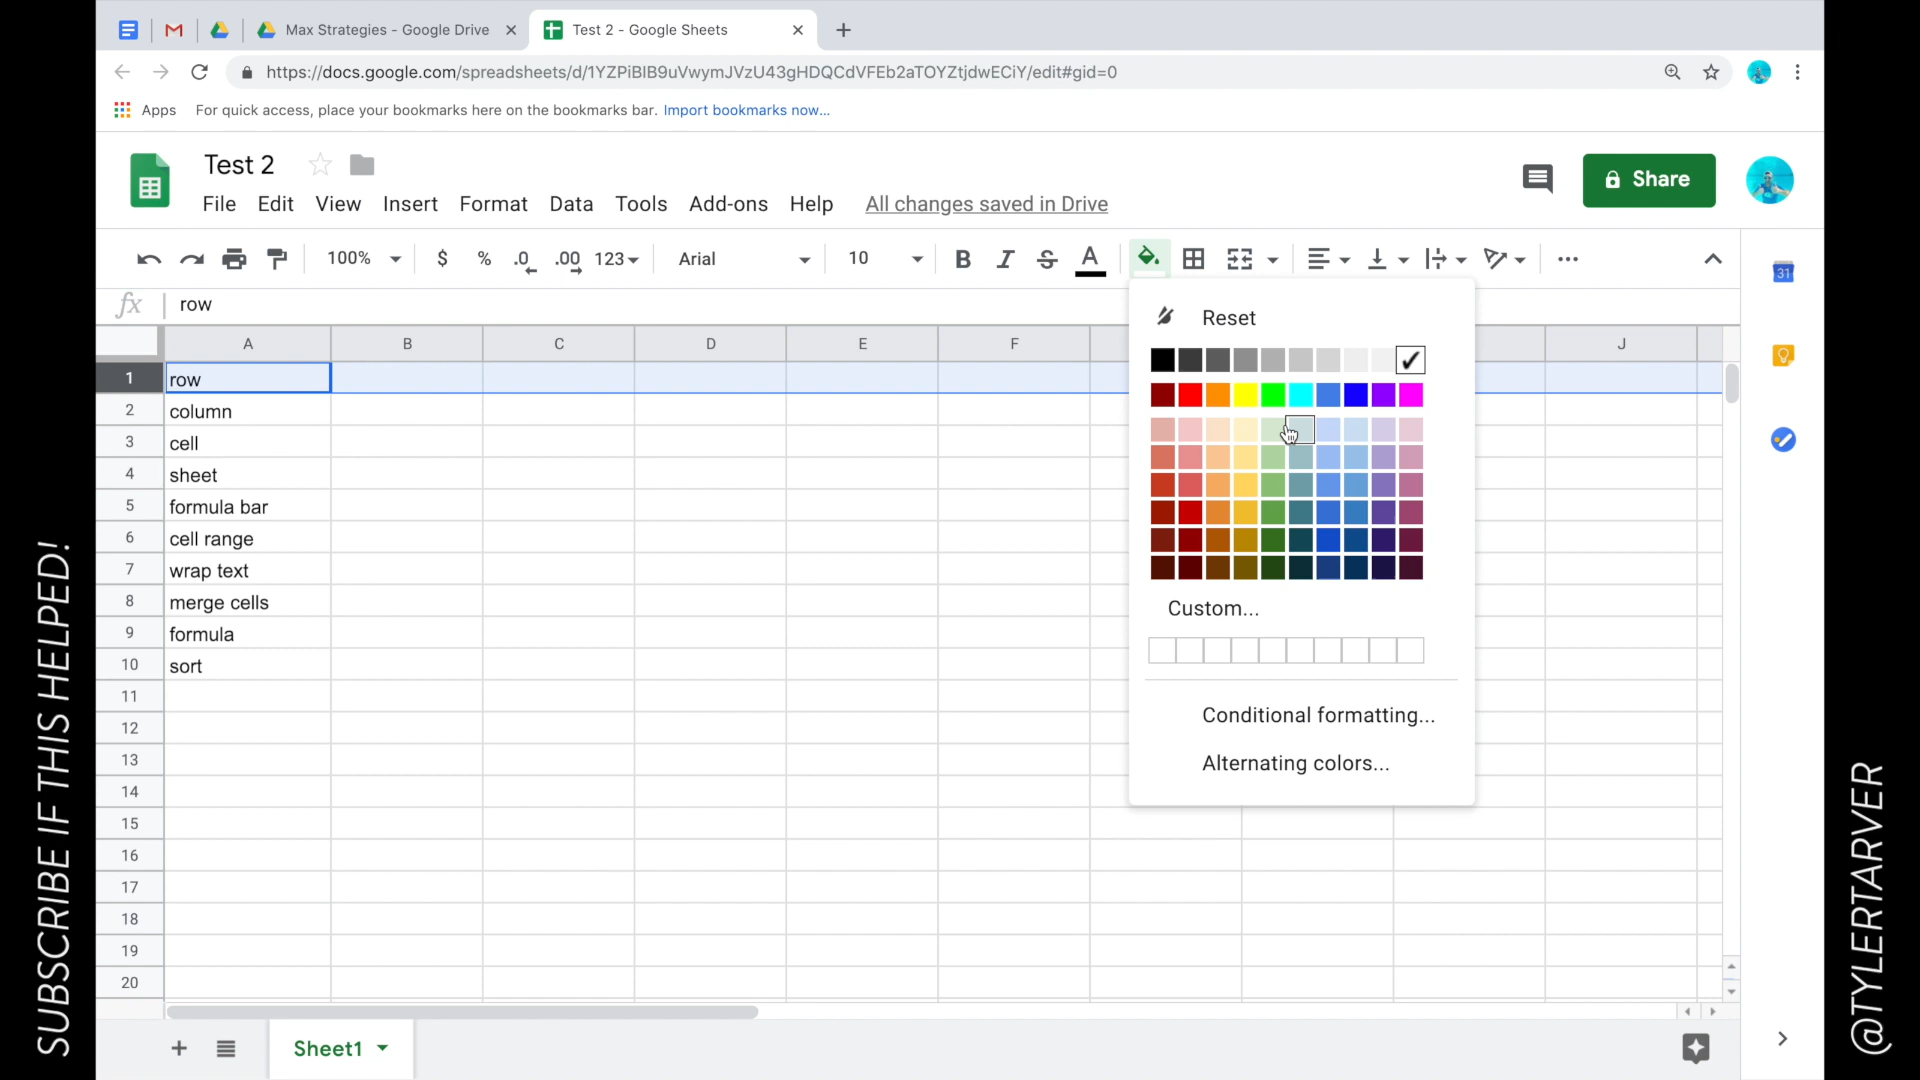 Max Strategies - Google Drive
Test 2 - Google Sheets
https://docs.google.com/spreadsheets/d/1YZPiBIB9uVwymJVzU43gHDQCdVFEb2aTOYZtjdwECiY/edit#gid=0
Apps For quick access, place your bookmarks here on the bookmarks bar. Import bookmarks now...
Test 2
File Edit View Insert Format Data Tools Add-ons Help All changes saved in Drive
Share
100% $ % .0 .00 123 Arial 10 B I S A
31
fx row
Reset
A B C D E F J
1 row
2 column
3 cell
4 sheet
5 formula bar
6 cell range
7 wrap text
8 merge cells
9 formula
10 sort
11
12
13
14
15
16
17
18
19
20
Custom...
Conditional formatting...
Alternating colors...
Sheet1
SUBSCRIBE IF THIS HELPED!
@TYLERTARVER